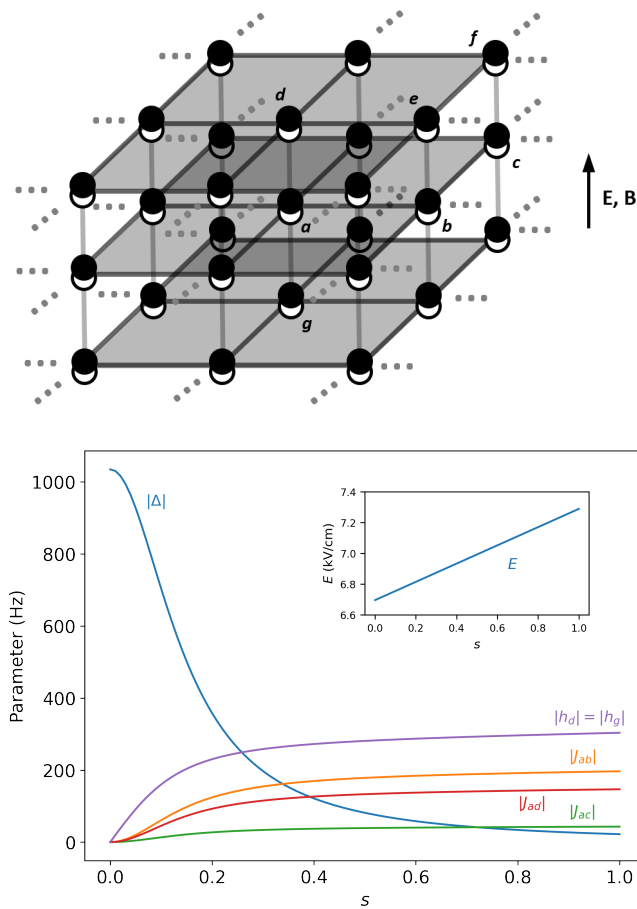 f
d
e
c
E, B
a
b
g
1000
800
600
400
200
0
Parameter (Hz)
|Δ|
7.4
7.2
7.0
6.8
6.6
E (kV/cm)
E
0.0 0.2 0.4 0.6 0.8 1.0
s
|h_d| = |h_g|
|J_ab|
|J_ad|
|J_ac|
0.0 0.2 0.4 0.6 0.8 1.0
s